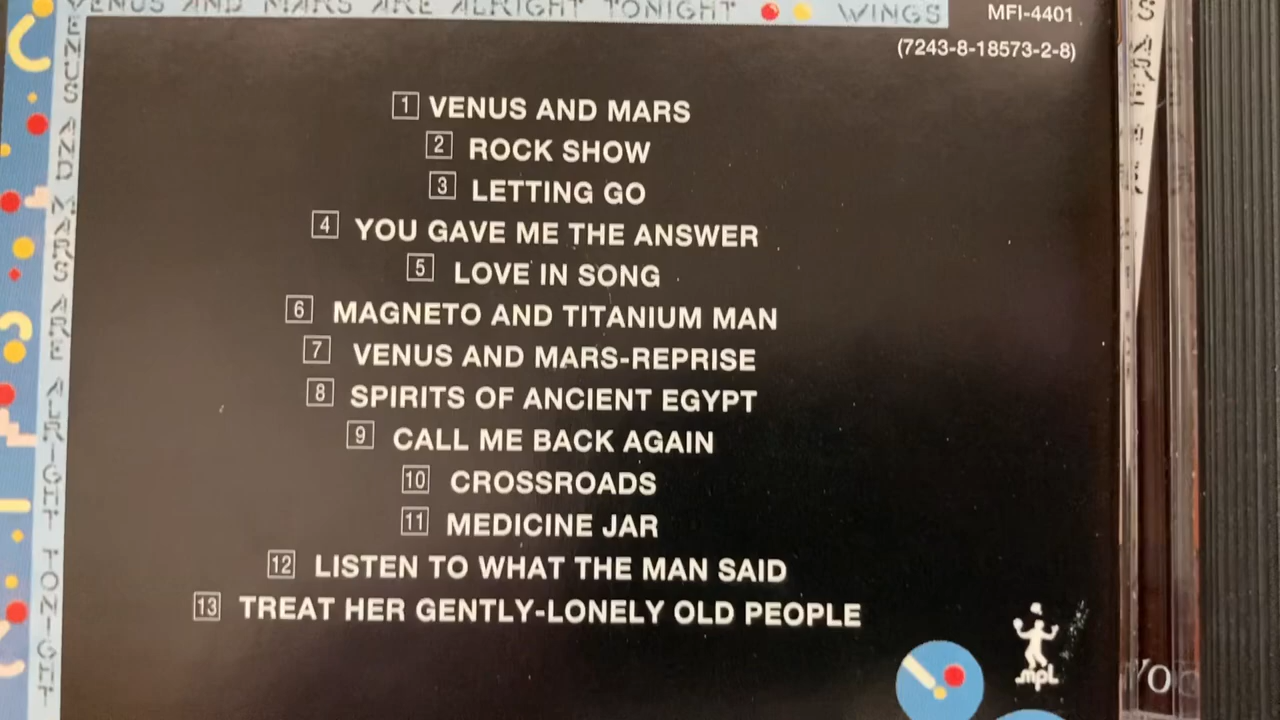 VENUS AND MARS ARE ALRIGHT TONIGHT WINGS
MFI-4401
(7243-8-18573-2-8)
VENUS AND MARS ARE ALRIGHT TONIGHT
1 VENUS AND MARS
2 ROCK SHOW
3 LETTING GO
4 YOU GAVE ME THE ANSWER
5 LOVE IN SONG
6 MAGNETO AND TITANIUM MAN
7 VENUS AND MARS-REPRISE
8 SPIRITS OF ANCIENT EGYPT
9 CALL ME BACK AGAIN
10 CROSSROADS
11 MEDICINE JAR
12 LISTEN TO WHAT THE MAN SAID
13 TREAT HER GENTLY-LONELY OLD PEOPLE
mpl